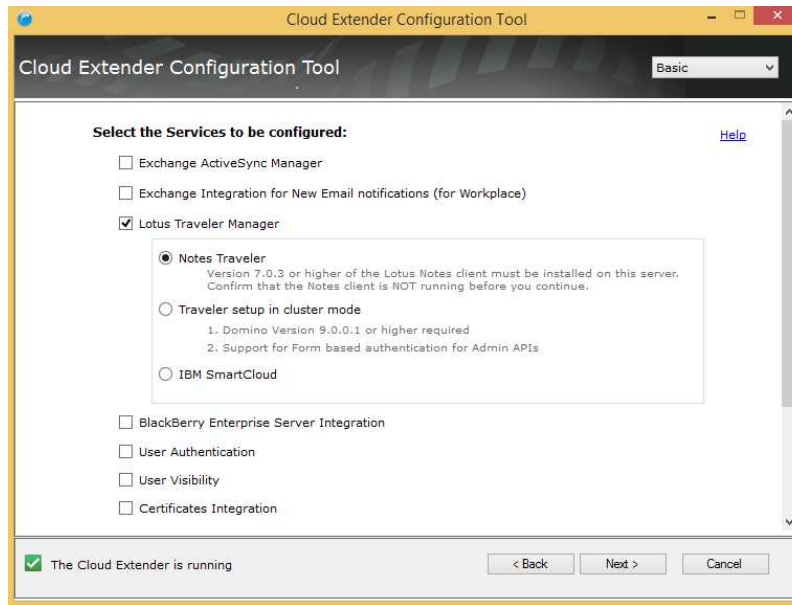 Cloud Extender Configuration Tool
Cloud Extender Configuration Tool
Basic
Select the Services to be configured:
Help
Exchange ActiveSync Manager
Exchange Integration for New Email notifications (for Workplace)
Lotus Traveler Manager
Notes Traveler
Version 7.0.3 or higher of the Lotus Notes client must be installed on this server.
Confirm that the Notes client is NOT running before you continue.
Traveler setup in cluster mode
1. Domino Version 9.0.0.1 or higher required
2. Support for Form based authentication for Admin APIs
IBM SmartCloud
BlackBerry Enterprise Server Integration
User Authentication
User Visibility
Certificates Integration
The Cloud Extender is running
< Back
Next >
Cancel